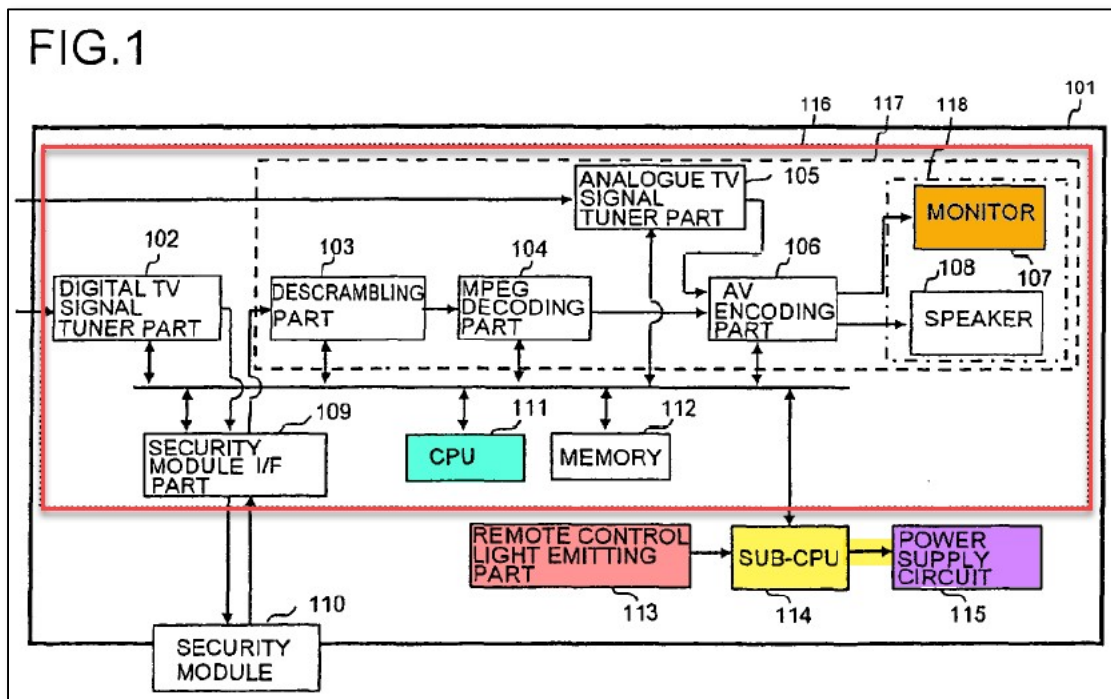 FIG.1
101
116
117
118
ANALOGUE TV
SIGNAL
TUNER PART
105
MONITOR
107
102
DIGITAL TV
SIGNAL
TUNER PART
103
DESCRAMBLING
PART
104
MPEG
DECODING
PART
106
AV
ENCODING
PART
108
SPEAKER
109
SECURITY
MODULE I/F
PART
111
CPU
112
MEMORY
REMOTE CONTROL
LIGHT EMITTING
PART
113
SUB-CPU
114
POWER
SUPPLY
CIRCUIT
115
110
SECURITY
MODULE